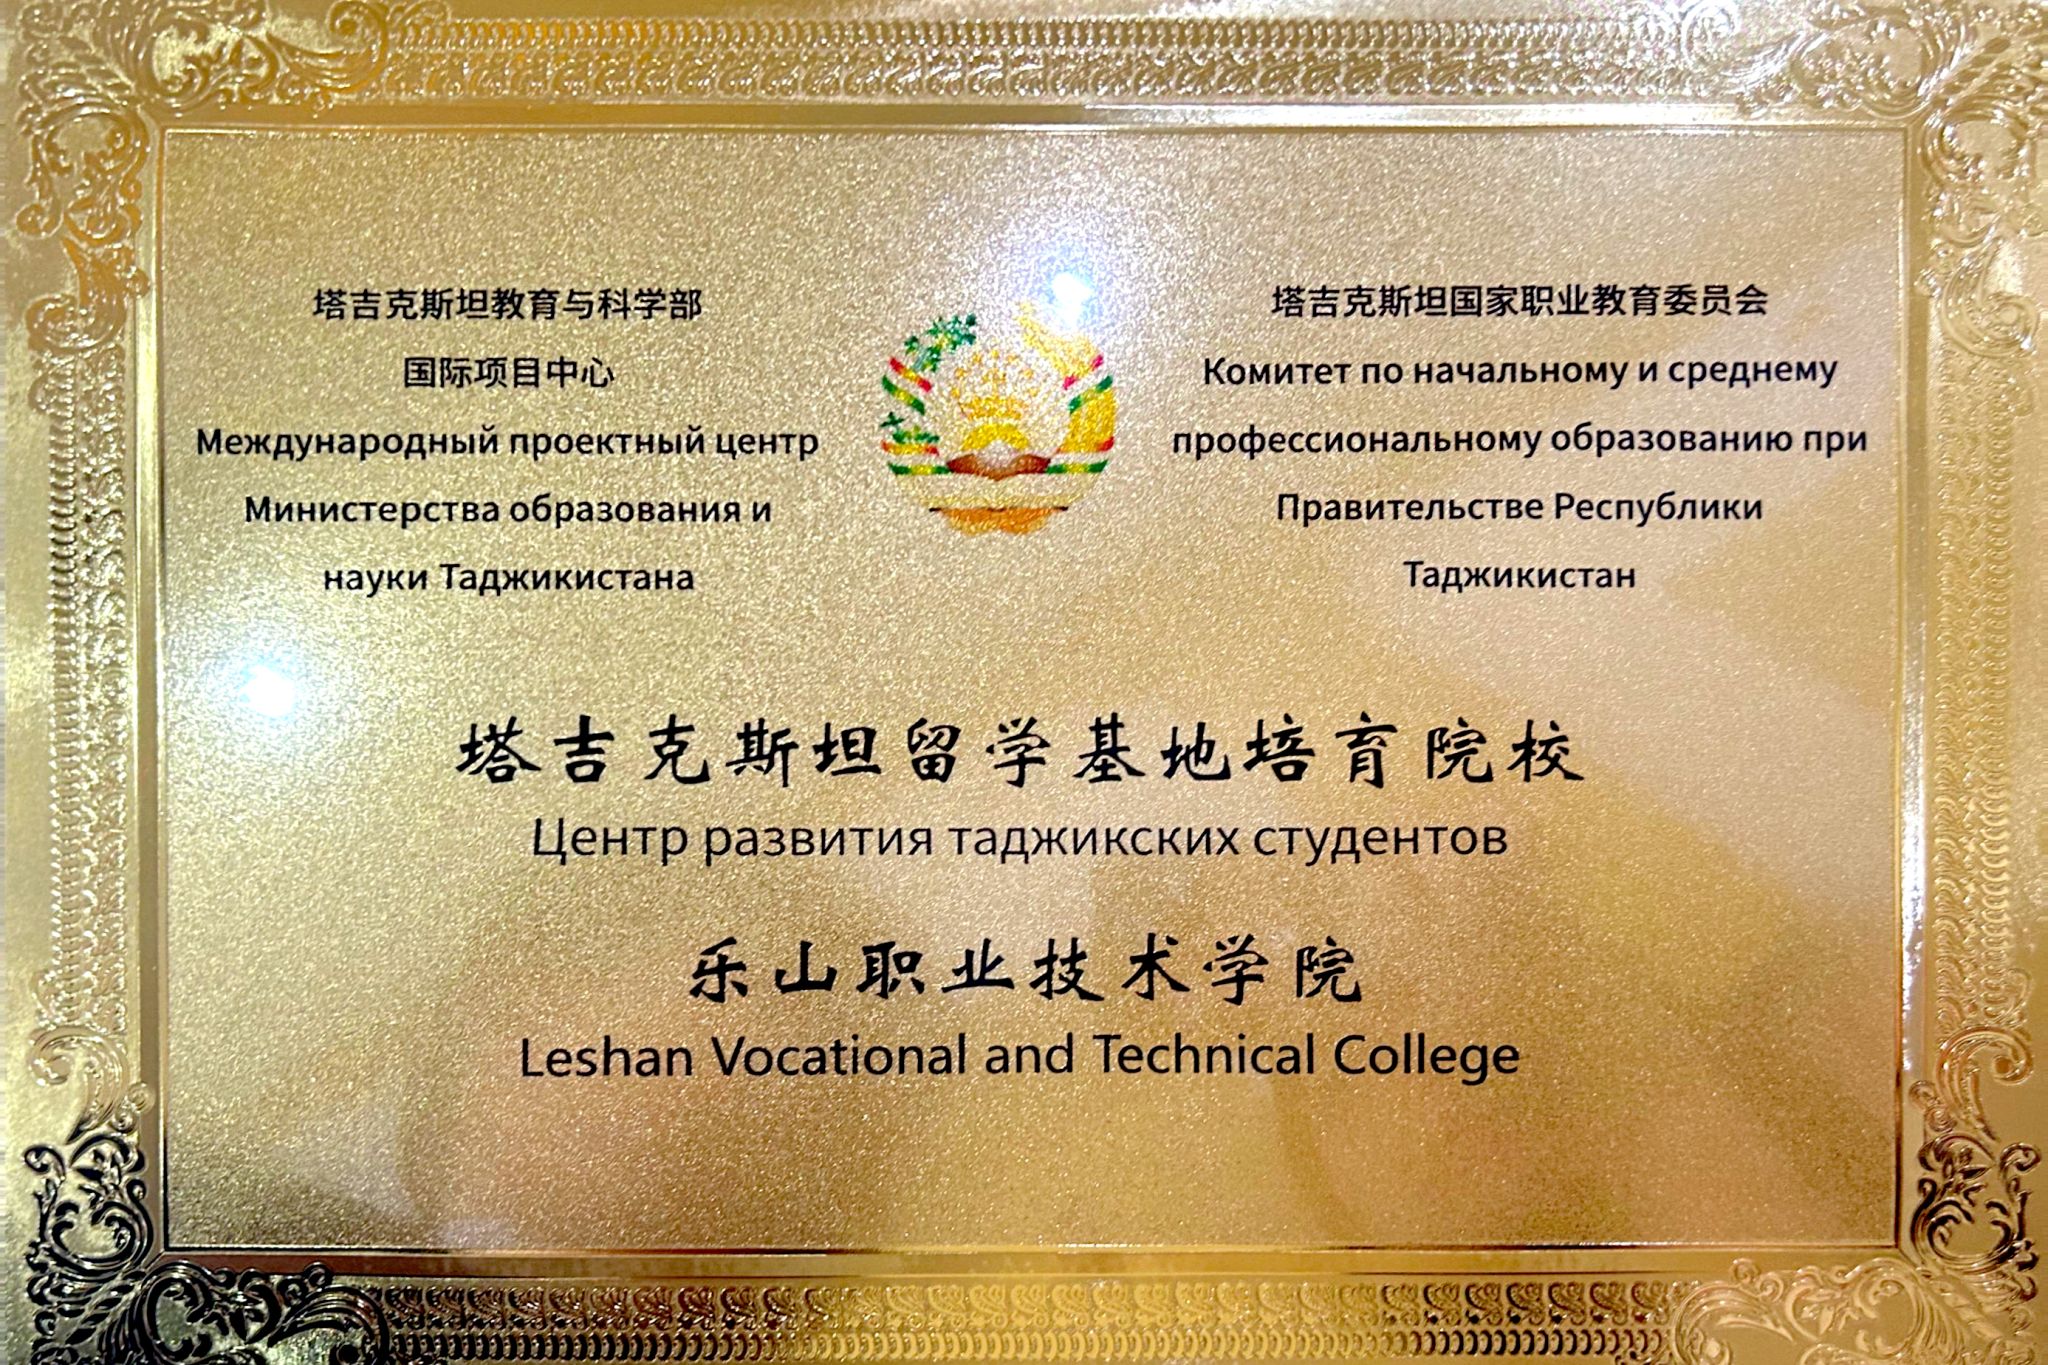 塔吉克斯坦教育与科学部
国际项目中心
Международный проектный центр
Министерства образования и
науки Таджикистана
塔吉克斯坦国家职业教育委员会
Комитет по начальному и среднему
профессиональному образованию при
Правительстве Республики
Таджикистан
塔吉克斯坦留学基地培育院校
Центр развития таджикских студентов
乐山职业技术学院
Leshan Vocational and Technical College